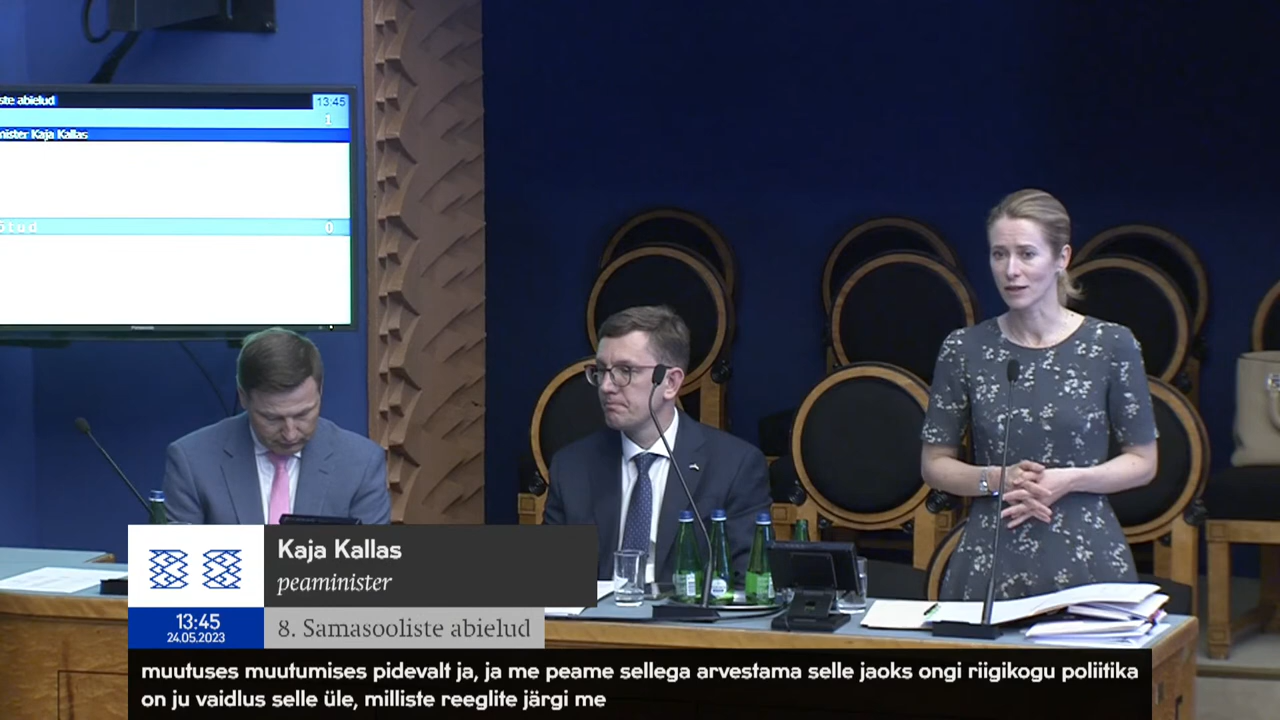 ste abielud
13:45
1
nister Kaja Kallas
õtud
0
Panasonic
Kaja Kallas
peaminister
13:45
24.05.2023
8. Samasooliste abielud
muutuses muutumises pidevalt ja, ja me peame sellega arvestama selle jaoks ongi riigikogu poliitika
on ju vaidlus selle üle, milliste reeglite järgi me